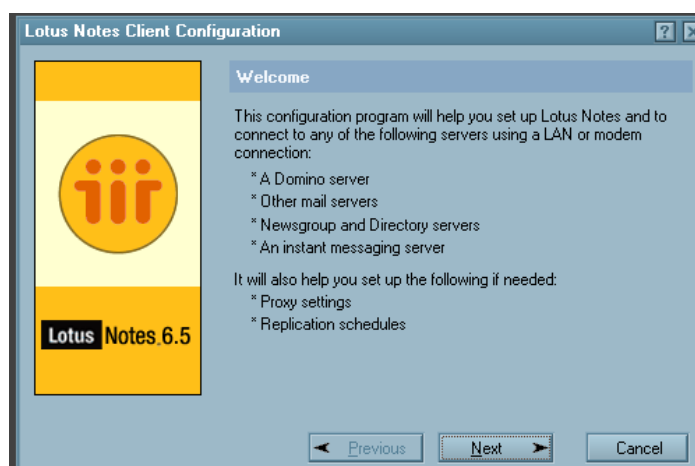 Lotus Notes Client Configuration
Welcome
This configuration program will help you set up Lotus Notes and to
connect to any of the following servers using a LAN or modem
connection:
* A Domino server
* Other mail servers
* Newsgroup and Directory servers
* An instant messaging server
It will also help you set up the following if needed:
* Proxy settings
* Replication schedules
Lotus Notes.6.5
Previous Next Cancel